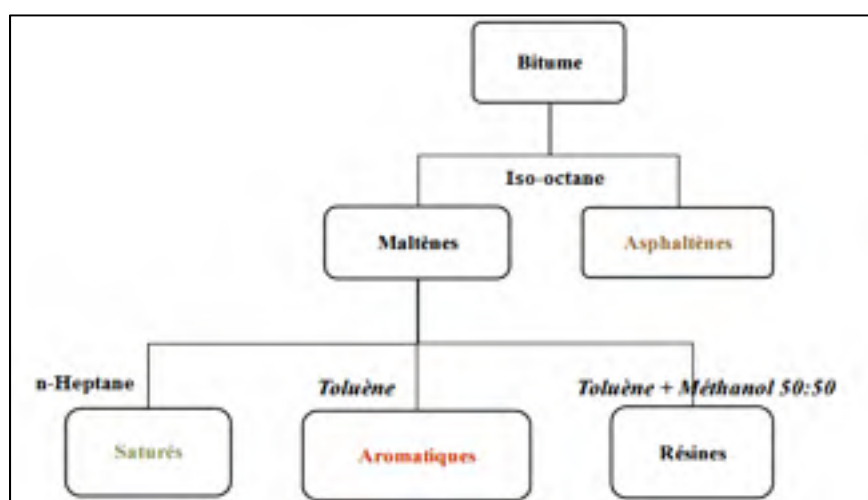 Bitume
Iso-octane
Maltènes
Asphaltènes
n-Heptane
Toluène
Toluène + Méthanol 50:50
Saturés
Aromatiques
Résines